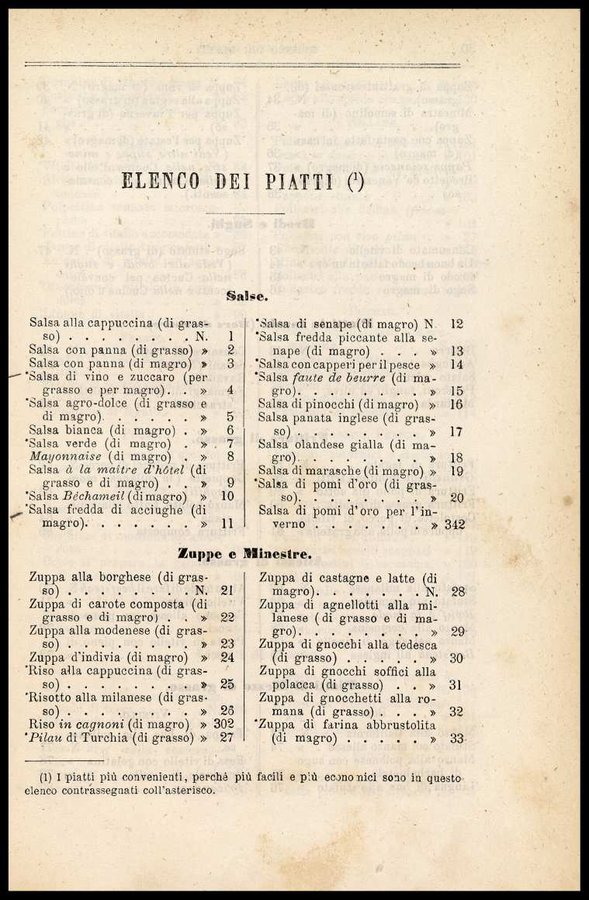 ELENCO DEI PIATTI (¹)
Salse.
Salsa alla cappuccina (di gras-
so) . . . . . . . . N. 1
Salsa con panna (di grasso) » 2
Salsa con panna (di magro) » 3
*Salsa di vino e zuccaro (per
grasso e per magro) . . » 4
*Salsa agro-dolce (di grasso e
di magro). . . . . . » 5
Salsa bianca (di magro) . » 6
*Salsa verde (di magro) . » 7
Mayonnaise (di magro) . » 8
Salsa à la maître d'hôtel (di
grasso e di magro) . . » 9
*Salsa Béchameil (di magro) » 10
*Salsa fredda di acciughe (di
magro). . . . . . . » 11
*Salsa di senape (di magro) N. 12
Salsa fredda piccante alla se-
nape (di magro) . . . » 13
*Salsa con capperi per il pesce » 14
*Salsa faute de beurre (di ma-
gro). . . . . . . . » 15
Salsa di pinocchi (di magro) » 16
Salsa panata inglese (di gras-
so) . . . . . . . . » 17
Salsa olandese gialla (di ma-
gro). . . . . . . . » 18
Salsa di marasche (di magro) » 19
*Salsa di pomi d'oro (di gras-
so). . . . . . . . » 20
Salsa di pomi d'oro per l'in-
verno . . . . . . . » 342
Zuppe e Minestre.
Zuppa alla borghese (di gras-
so) . . . . . . . . N. 21
Zuppa di carote composta (di
grasso e di magro) . . » 22
Zuppa alla modenese (di gras-
so) . . . . . . . . » 23
Zuppa d'indivia (di magro) » 24
*Riso alla cappuccina (di gras-
so) . . . . . . . . » 25
*Risotto alla milanese (di gras-
so) . . . . . . . . » 26
Riso in cagnoni (di magro) » 302
*Pilau di Turchia (di grasso) » 27
Zuppa di castagne e latte (di
magro). . . . . . . N. 28
Zuppa di agnellotti alla mi-
lanese (di grasso e di ma-
gro). . . . . . . . » 29
Zuppa di gnocchi alla tedesca
(di grasso) . . . . . » 30
Zuppa di gnocchi soffici alla
polacca (di grasso) . . » 31
Zuppa di gnocchetti alla ro-
mana (di grasso) . . . » 32
*Zuppa di farina abbrustolita
(di magro) . . . . . » 33
(1) I piatti più convenienti, perchè più facili e più economici sono in questo
elenco contrassegnati coll'asterisco.